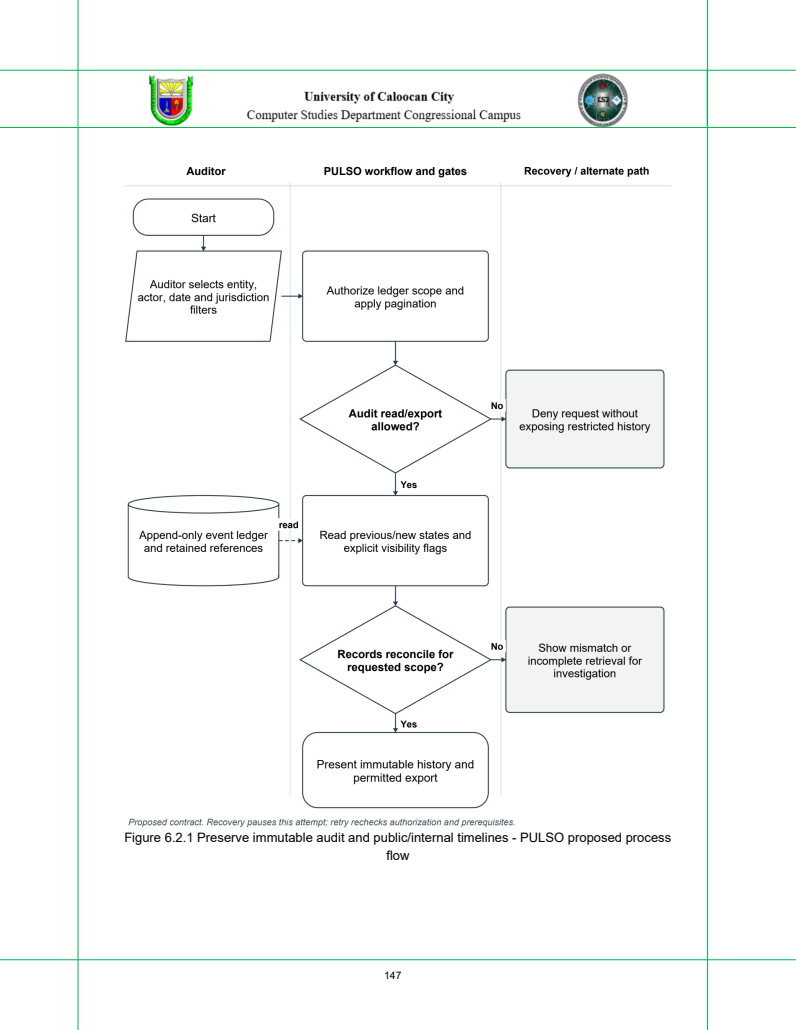 University of Caloocan City
Computer Studies Department Congressional Campus
Auditor
PULSO workflow and gates
Recovery / alternate path
Start
Auditor selects entity,
actor, date and jurisdiction
filters
Authorize ledger scope and
apply pagination
Audit read/export
allowed?
No
Deny request without
exposing restricted history
Yes
Append-only event ledger
and retained references
read
Read previous/new states and
explicit visibility flags
Records reconcile for
requested scope?
No
Show mismatch or
incomplete retrieval for
investigation
Yes
Present immutable history and
permitted export
Proposed contract. Recovery pauses this attempt; retry rechecks authorization and prerequisites.
Figure 6.2.1 Preserve immutable audit and public/internal timelines - PULSO proposed process
flow
147